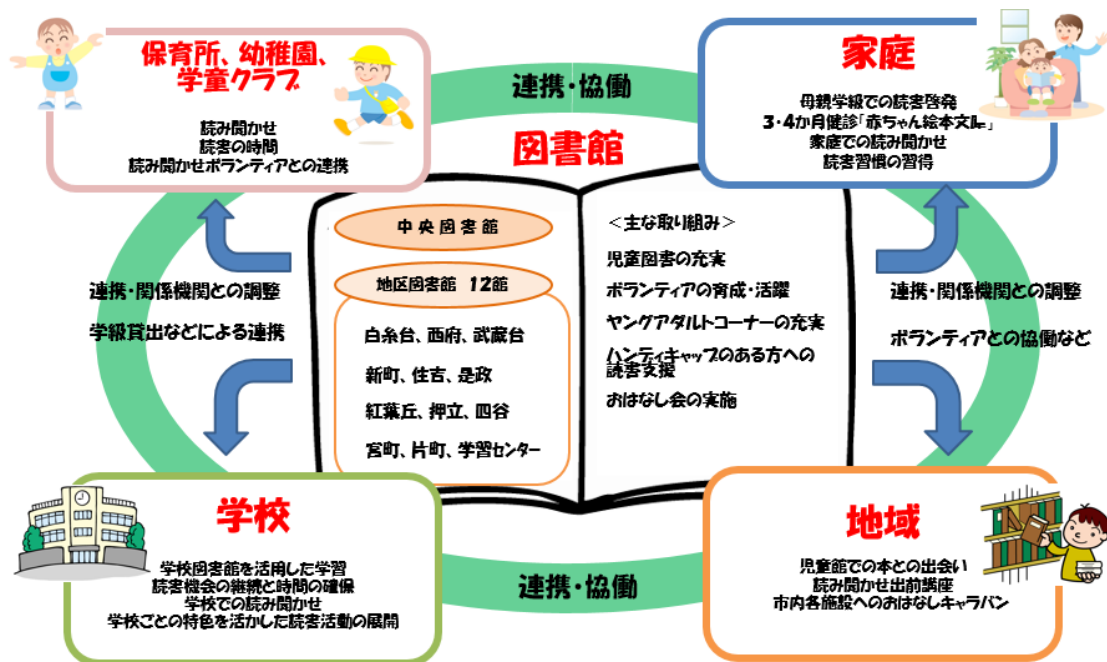 保育所、幼稚園、
学童クラブ
読み聞かせ
読書の時間
読み聞かせボランティアとの連携
連携・協働
家庭
母親学級での読書啓発
3・4か月健診「赤ちゃん絵本文庫」
家庭での読み聞かせ
読書習慣の習得
図書館
中央図書館
地区図書館 12館
白糸台、西府、武蔵台
新町、住吉、是政
紅葉丘、押立、四谷
宮町、片町、学習センター
＜主な取り組み＞
児童図書の充実
ボランティアの育成・活躍
ヤングアダルトコーナーの充実
ハンディキャップのある方への
読書支援
おはなし会の実施
連携・関係機関との調整
学級貸出などによる連携
連携・関係機関との調整
ボランティアとの協働など
学校
学校図書館を活用した学習
読書機会の継続と時間の確保
学校での読み聞かせ
学校ごとの特色を活かした読書活動の展開
連携・協働
地域
児童館での本との出会い
読み聞かせ出前講座
市内各施設へのおはなしキャラバン